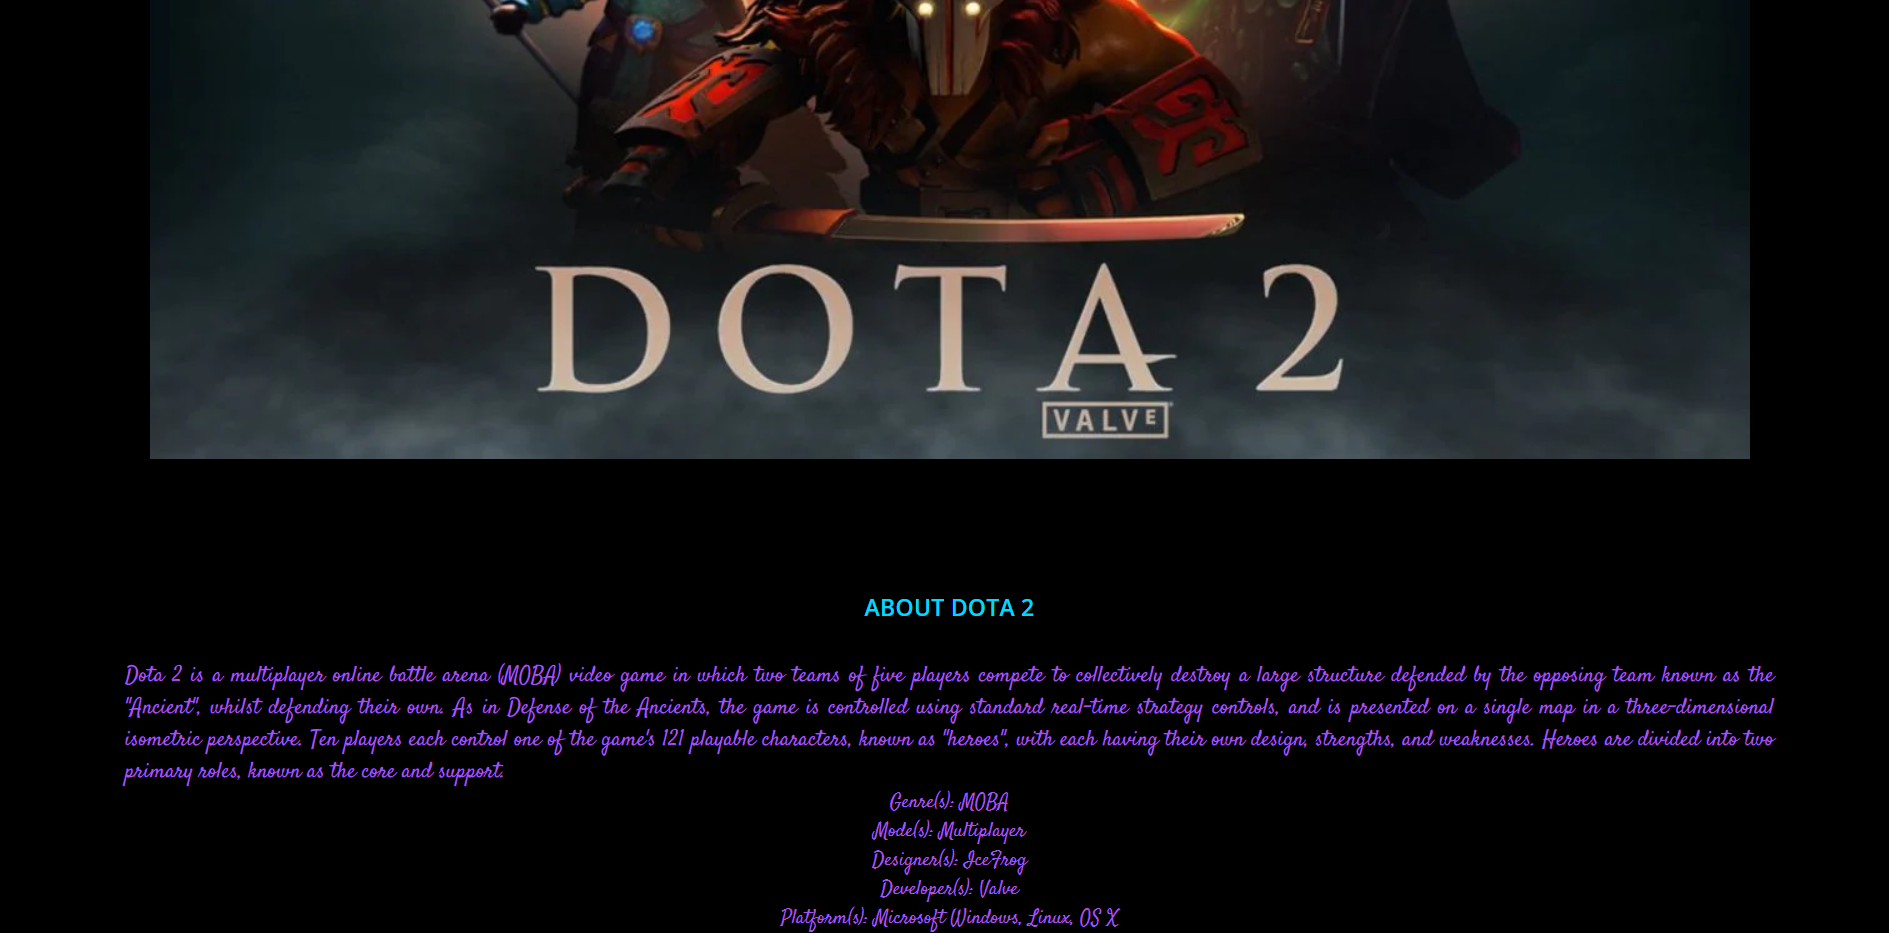 DOTA 2
VALVE
ABOUT DOTA 2
Dota 2 is a multiplayer online battle arena (MOBA) video game in which two teams of five players compete to collectively destroy a large structure defended by the opposing team known as the
"Ancient", whilst defending their own. As in Defense of the Ancients, the game is controlled using standard real-time strategy controls, and is presented on a single map in a three-dimensional
isometric perspective. Ten players each control one of the game's 121 playable characters, known as "heroes", with each having their own design, strengths, and weaknesses. Heroes are divided into two
primary roles, known as the core and support.
Genre(s): MOBA
Mode(s): Multiplayer
Designer(s): IceFrog
Developer(s): Valve
Platform(s): Microsoft Windows, Linux, OS X